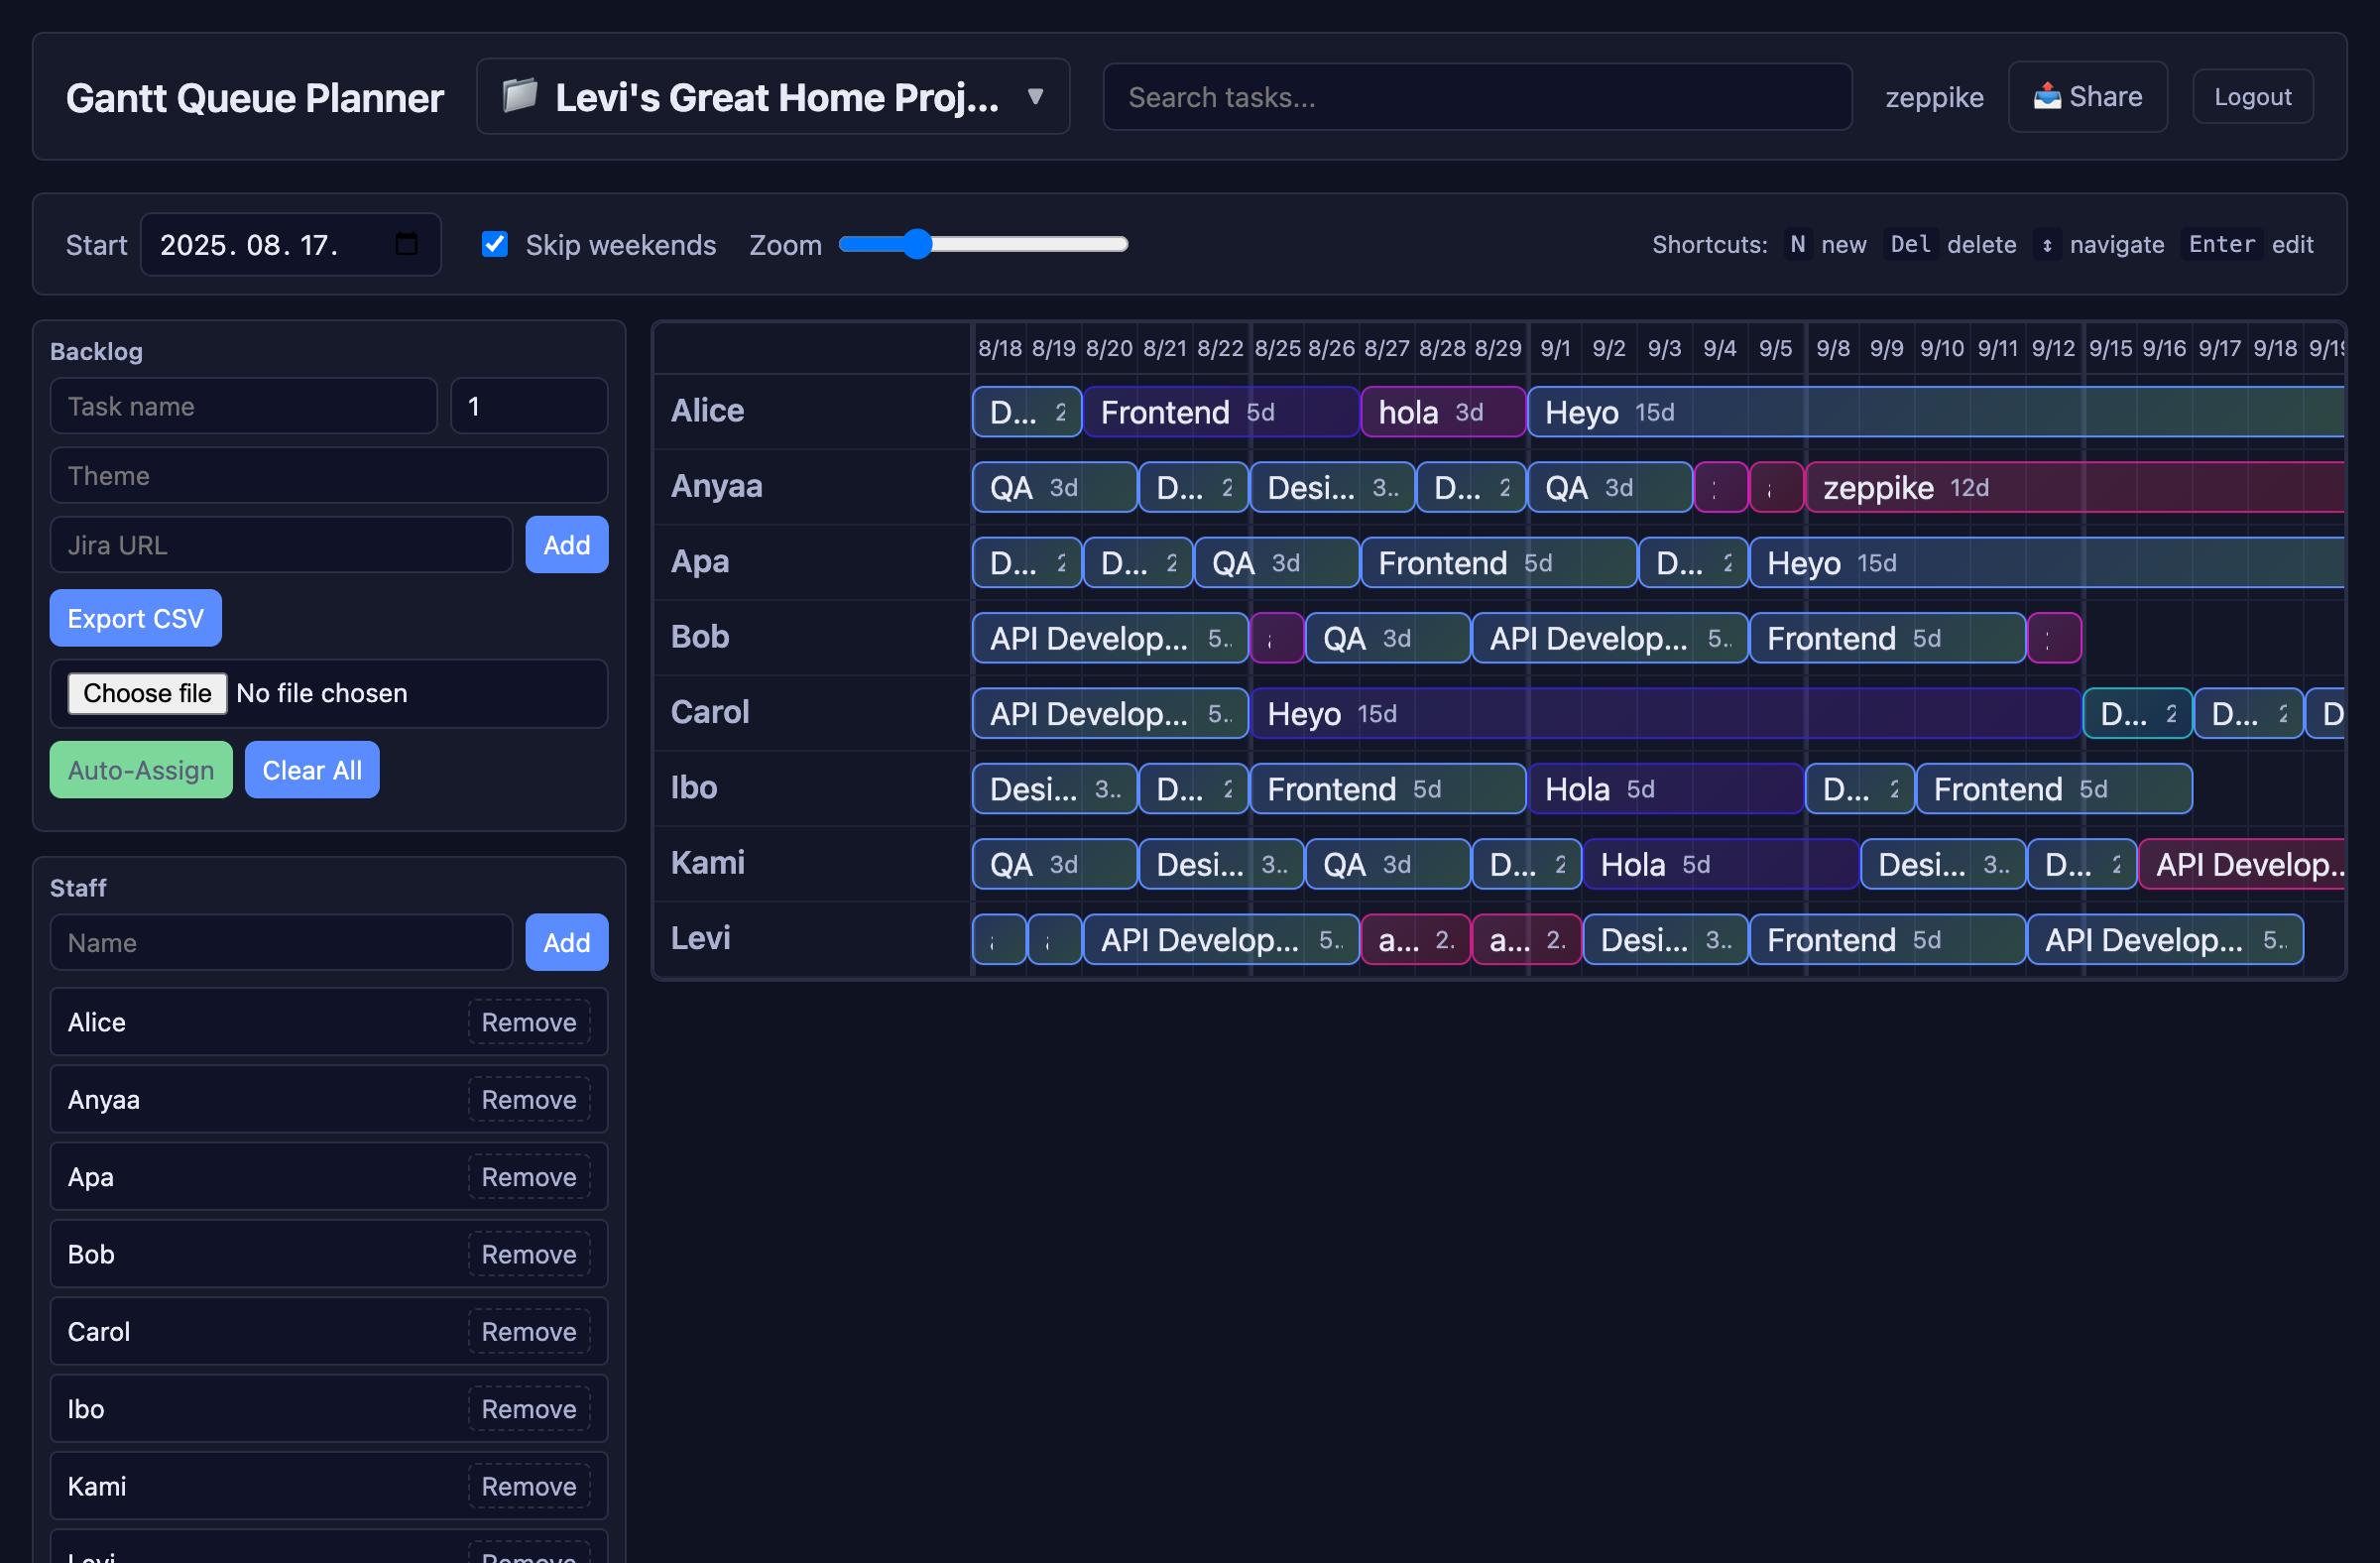 Gantt Queue Planner
Levi's Great Home Proj...
Search tasks...
zeppike
Share
Logout
Start
2025. 08. 17.
Skip weekends
Zoom
Shortcuts: N new Del delete ↕ navigate Enter edit
Backlog
Task name
1
Theme
Jira URL
Add
Export CSV
Choose file No file chosen
Auto-Assign
Clear All
Staff
Name
Add
Alice Remove
Anyaa Remove
Apa Remove
Bob Remove
Carol Remove
Ibo Remove
Kami Remove
Levi Remove
8/18 8/19 8/20 8/21 8/22 8/25 8/26 8/27 8/28 8/29 9/1 9/2 9/3 9/4 9/5 9/8 9/9 9/10 9/11 9/12 9/15 9/16 9/17 9/18 9/19
Alice D... 2 Frontend 5d hola 3d Heyo 15d
Anyaa QA 3d D... 2 Desi... 3.. D... 2 QA 3d zeppike 12d
Apa D... 2 D... 2 QA 3d Frontend 5d D... 2 Heyo 15d
Bob API Develop... 5.. QA 3d API Develop... 5.. Frontend 5d
Carol API Develop... 5.. Heyo 15d D... 2 D... 2 D
Ibo Desi... 3.. D... 2 Frontend 5d Hola 5d D... 2 Frontend 5d
Kami QA 3d Desi... 3.. QA 3d D... 2 Hola 5d Desi... 3.. D... 2 API Develop..
Levi API Develop... 5.. a... 2. a... 2. Desi... 3.. Frontend 5d API Develop... 5..